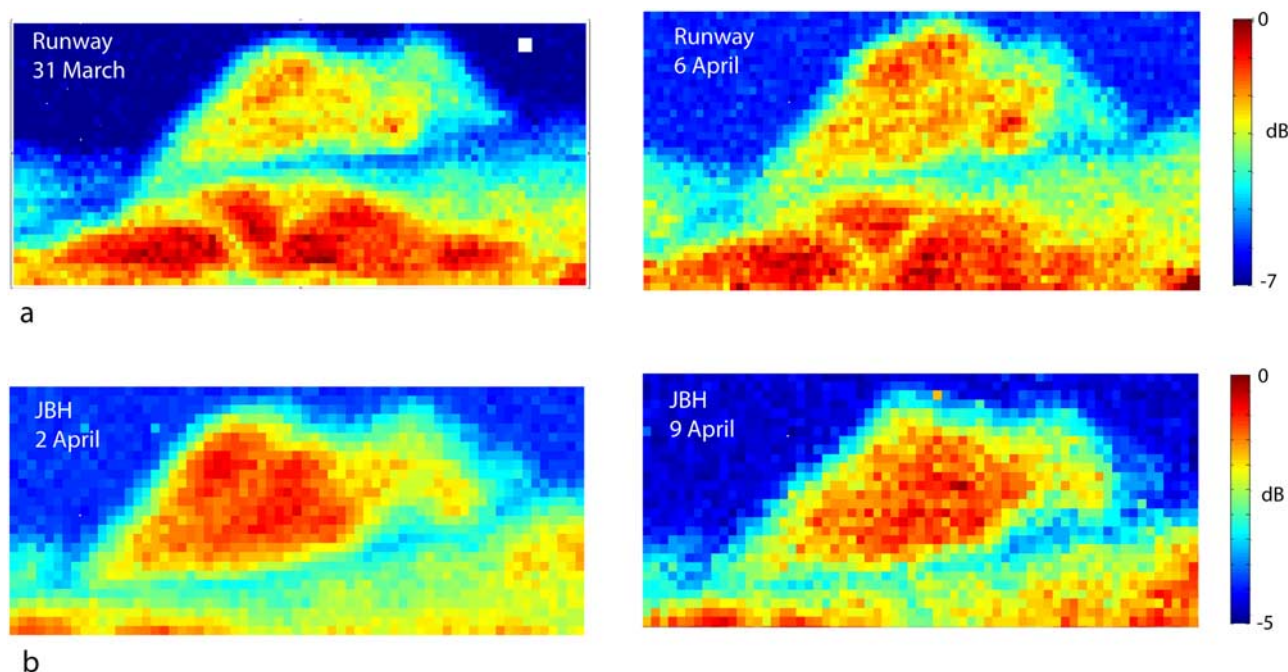 Runway
31 March
Runway
6 April
0
dB
-7
a
JBH
2 April
JBH
9 April
0
dB
-5
b